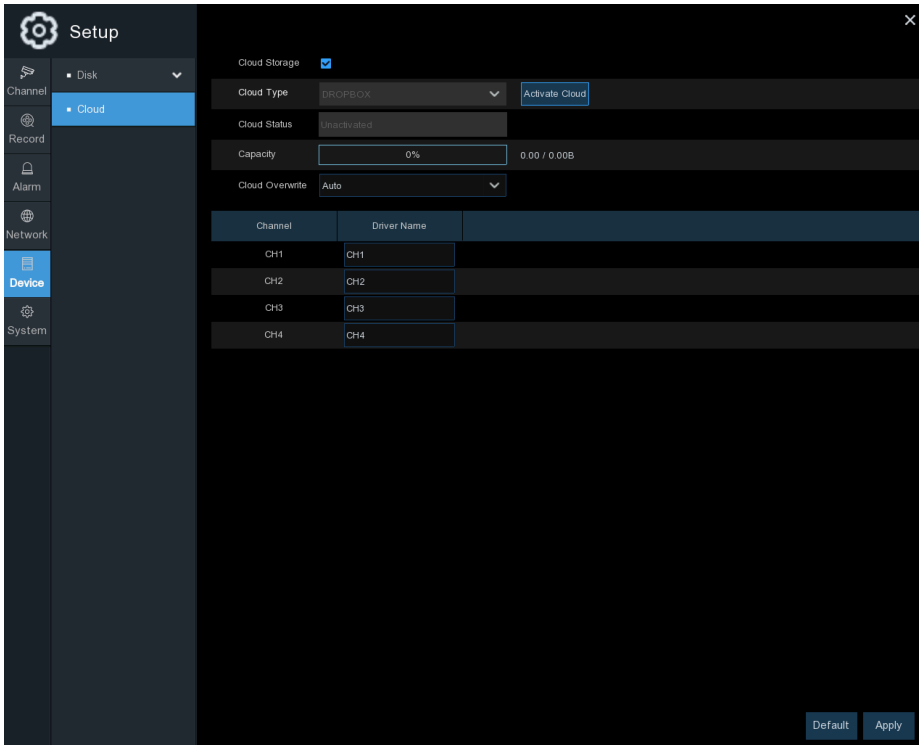 Setup
Channel
Record
Alarm
Network
Device
System
Disk
Cloud
Cloud Storage
Cloud Type DROPBOX Activate Cloud
Cloud Status Unactivated
Capacity 0% 0.00 / 0.00B
Cloud Overwrite Auto
Channel Driver Name
CH1 CH1
CH2 CH2
CH3 CH3
CH4 CH4
Default Apply